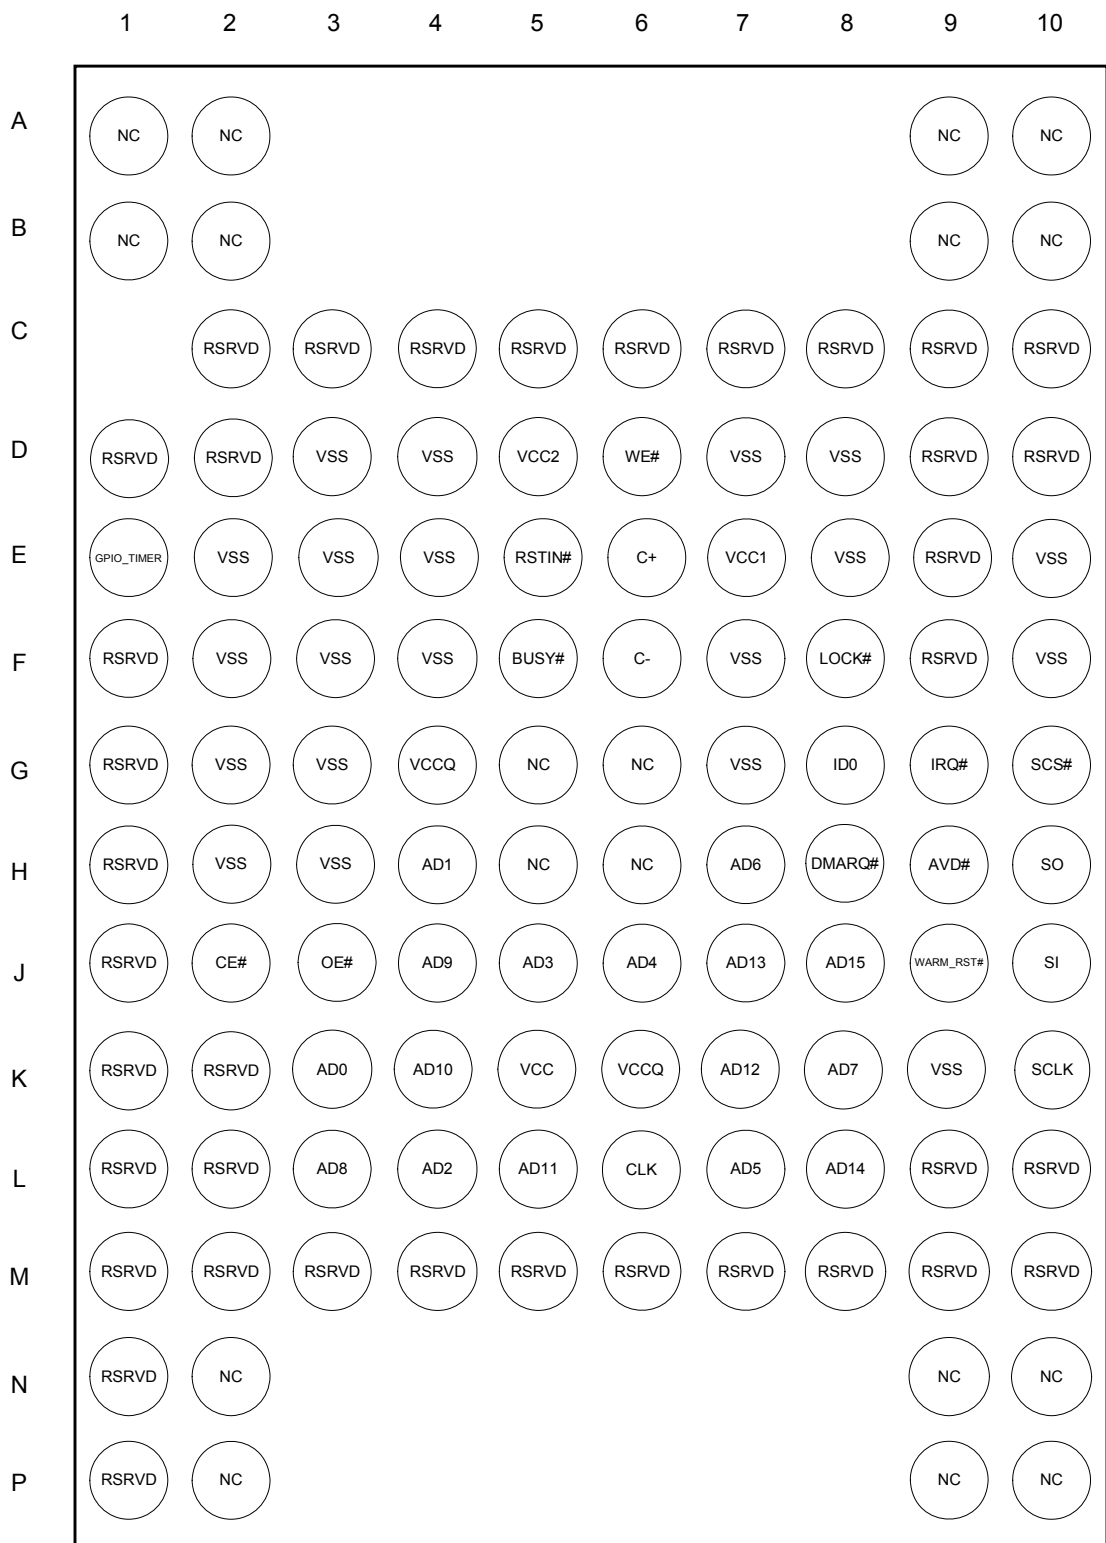 1 2 3 4 5 6 7 8 9 10
A NC NC NC NC
B NC NC NC NC
C RSRVD RSRVD RSRVD RSRVD RSRVD RSRVD RSRVD RSRVD RSRVD
D RSRVD RSRVD VSS VSS VCC2 WE# VSS VSS RSRVD RSRVD
E GPIO_TIMER VSS VSS VSS RSTIN# C+ VCC1 VSS RSRVD VSS
F RSRVD VSS VSS VSS BUSY# C- VSS LOCK# RSRVD VSS
G RSRVD VSS VSS VCCQ NC NC VSS ID0 IRQ# SCS#
H RSRVD VSS VSS AD1 NC NC AD6 DMARQ# AVD# SO
J RSRVD CE# OE# AD9 AD3 AD4 AD13 AD15 WARM_RST# SI
K RSRVD RSRVD AD0 AD10 VCC VCCQ AD12 AD7 VSS SCLK
L RSRVD RSRVD AD8 AD2 AD11 CLK AD5 AD14 RSRVD RSRVD
M RSRVD RSRVD RSRVD RSRVD RSRVD RSRVD RSRVD RSRVD RSRVD RSRVD
N RSRVD NC NC NC
P RSRVD NC NC NC